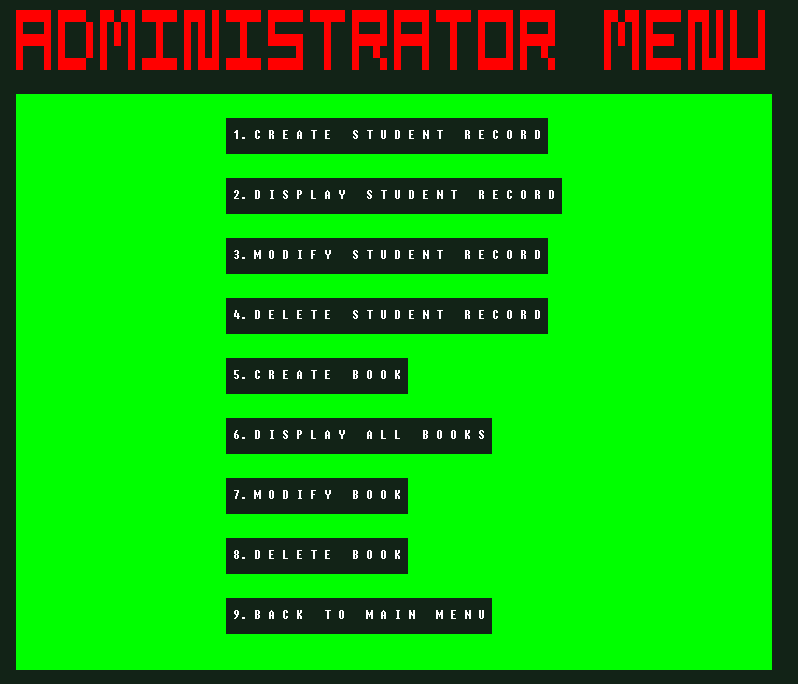 ADMINISTRATOR MENU
1.CREATE STUDENT RECORD
2.DISPLAY STUDENT RECORD
3.MODIFY STUDENT RECORD
4.DELETE STUDENT RECORD
5.CREATE BOOK
6.DISPLAY ALL BOOKS
7.MODIFY BOOK
8.DELETE BOOK
9.BACK TO MAIN MENU